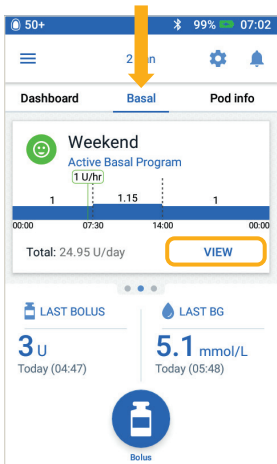 50+ 99% 07:02
Dashboard Basal Pod info
Weekend
Active Basal Program
1 U/hr
1 1.15 1
00:00 07:30 14:00 00:00
Total: 24.95 U/day VIEW
LAST BOLUS LAST BG
3 U 5.1 mmol/L
Today (04:47) Today (05:48)
Bolus